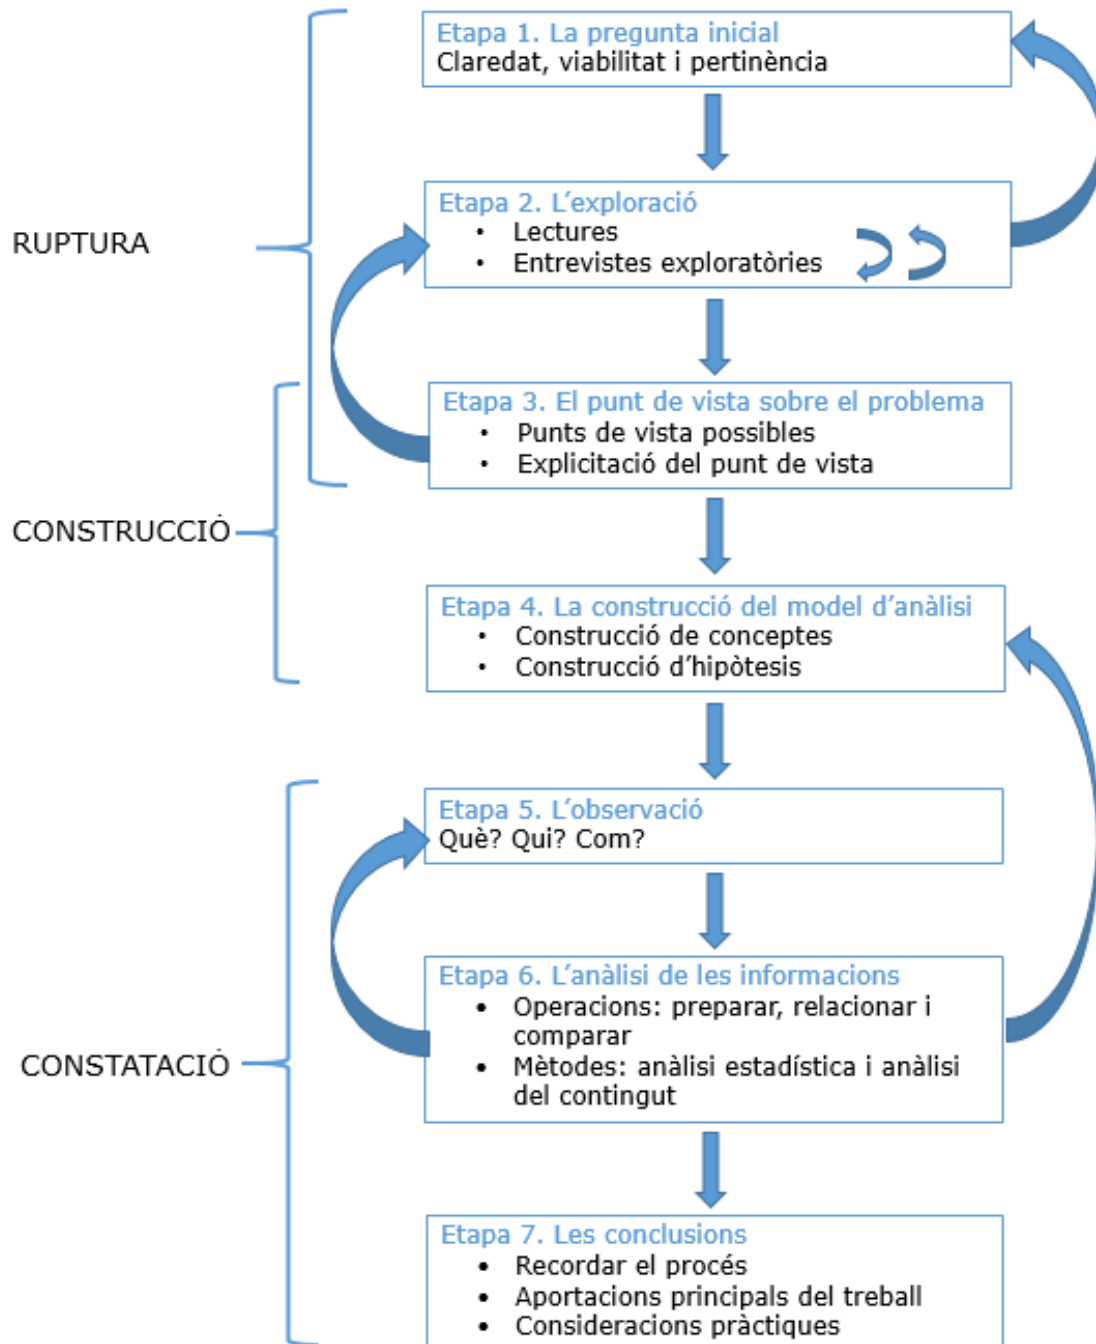 Etapa 1. La pregunta inicial
Claredat, viabilitat i pertinència
RUPTURA
Etapa 2. L'exploració
• Lectures
• Entrevistes exploratòries
Etapa 3. El punt de vista sobre el problema
• Punts de vista possibles
• Explicitació del punt de vista
CONSTRUCCIÓ
Etapa 4. La construcció del model d'anàlisi
• Construcció de conceptes
• Construcció d'hipòtesis
Etapa 5. L'observació
Què? Qui? Com?
CONSTATACIÓ
Etapa 6. L'anàlisi de les informacions
• Operacions: preparar, relacionar i
comparar
• Mètodes: anàlisi estadística i anàlisi
del contingut
Etapa 7. Les conclusions
• Recordar el procés
• Aportacions principals del treball
• Consideracions pràctiques